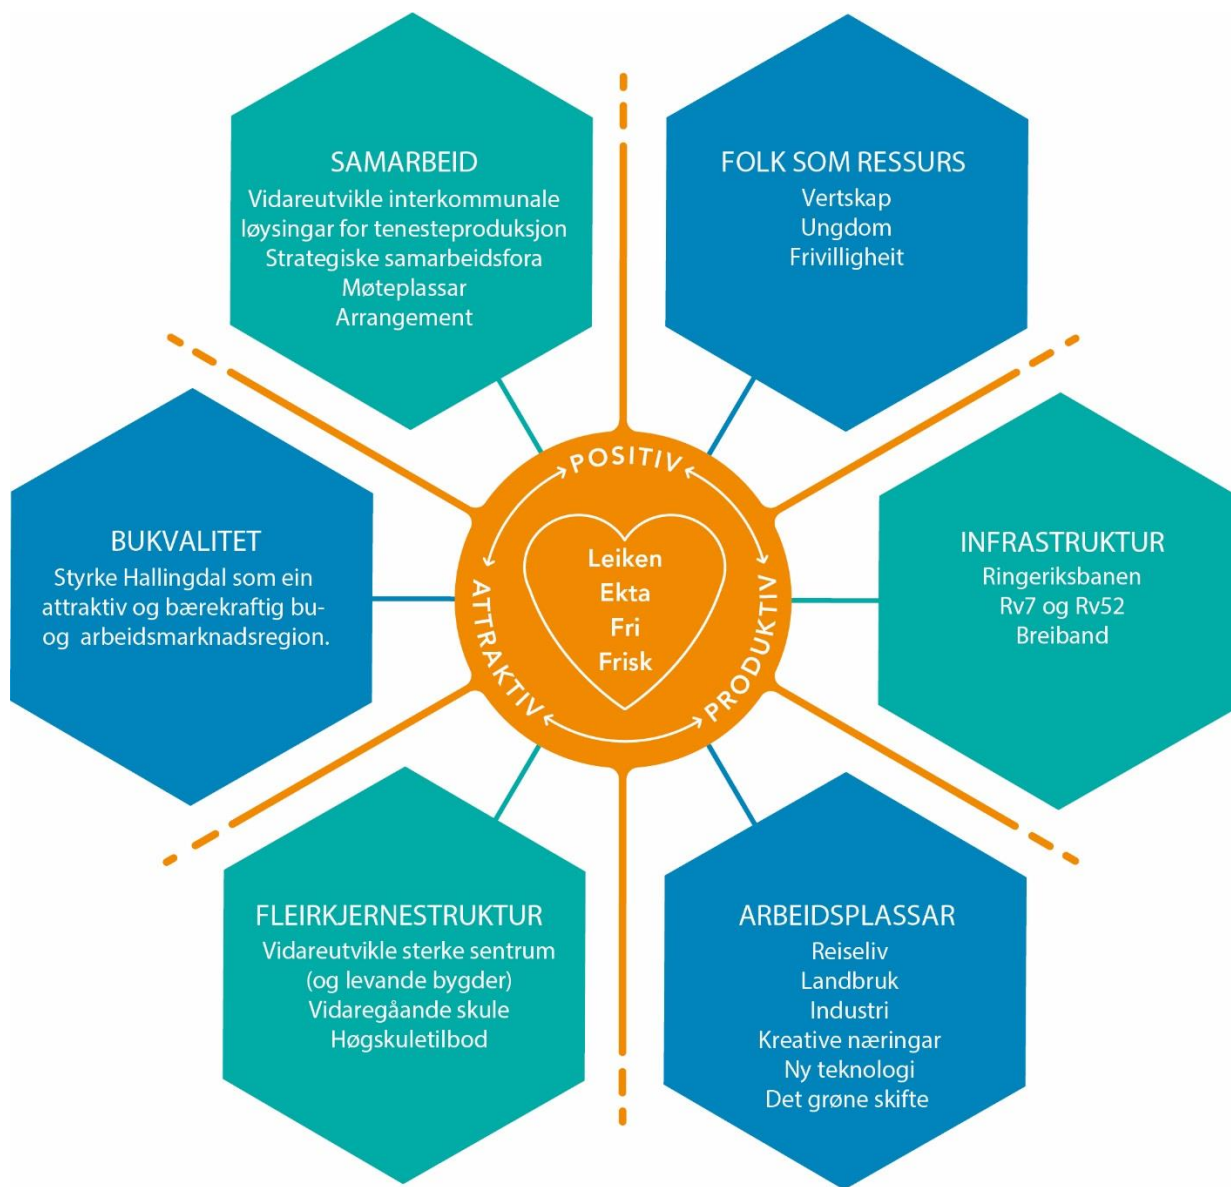 SAMARBEID
Vidareutvikle interkommunale
løysingar for tenesteproduksjon
Strategiske samarbeidsfora
Møteplassar
Arrangement
FOLK SOM RESSURS
Vertskap
Ungdom
Frivilligheit
BUKVALITET
Styrke Hallingdal som ein
attraktiv og bærekraftig bu-
og arbeidsmarknadsregion.
POSITIV
ATTRAKTIV
PRODUKTIV
Leiken
Ekta
Fri
Frisk
INFRASTRUKTUR
Ringeriksbanen
Rv7 og Rv52
Breiband
FLEIRKJERNESTRUKTUR
Vidareutvikle sterke sentrum
(og levande bygder)
Vidaregåande skule
Høgskuletilbod
ARBEIDSPLASSAR
Reiseliv
Landbruk
Industri
Kreative næringar
Ny teknologi
Det grøne skifte